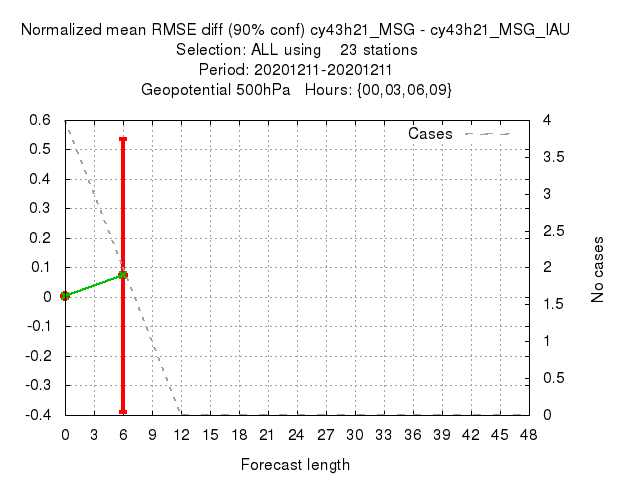 Normalized mean RMSE diff (90% conf) cy43h21_MSG - cy43h21_MSG_IAU
Selection: ALL using    23 stations
Period: 20201211-20201211
Geopotential 500hPa   Hours: {00,03,06,09}
Cases
0.6
0.5
0.4
0.3
0.2
0.1
0
-0.1
-0.2
-0.3
-0.4
4
3.5
3
2.5
2
1.5
1
0.5
0
No cases
0 3 6 9 12 15 18 21 24 27 30 33 36 39 42 45 48
Forecast length